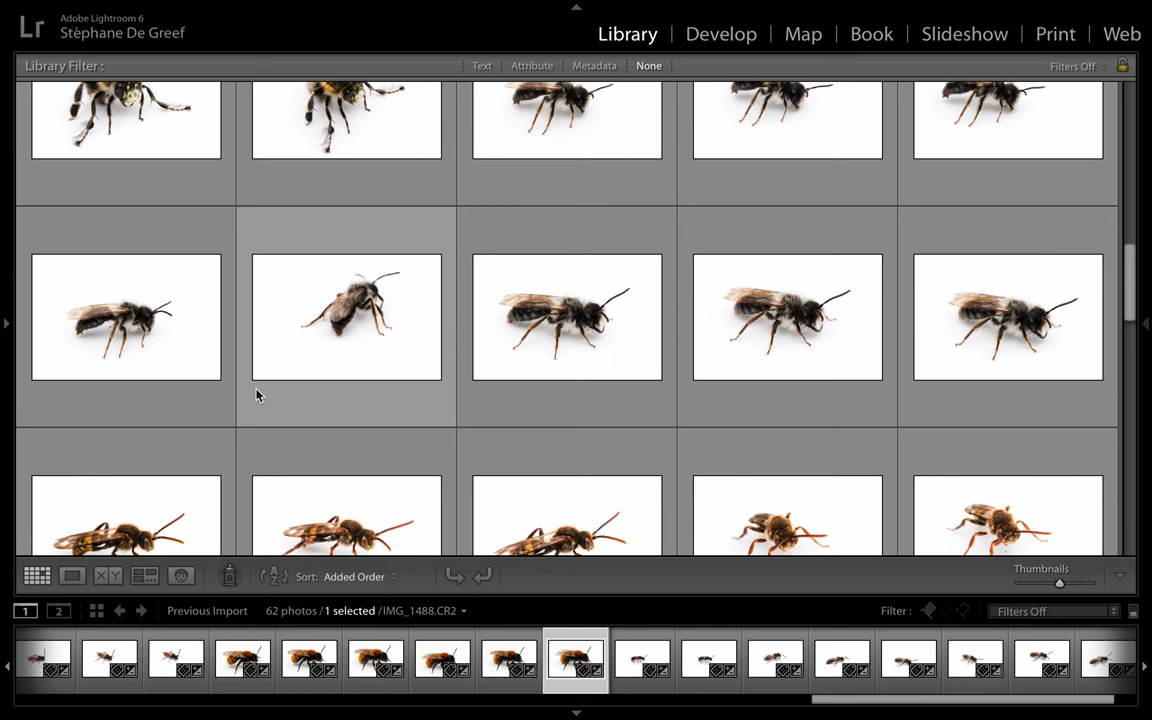 Lr
Adobe Lightroom 6
Stéphane De Greef
Library | Develop | Map | Book | Slideshow | Print | Web
Library Filter :
Text Attribute Metadata None
Filters Off
XY
Sort: Added Order
Thumbnails
1 2
Previous Import
62 photos / 1 selected / IMG_1488.CR2
Filter :
Filters Off